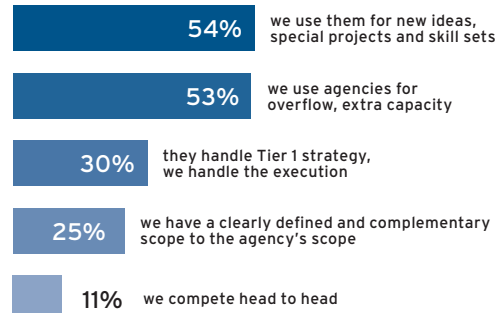 54%
we use them for new ideas,
special projects and skill sets
53%
we use agencies for
overflow, extra capacity
30%
they handle Tier 1 strategy,
we handle the execution
25%
we have a clearly defined and complementary
scope to the agency's scope
11%
we compete head to head